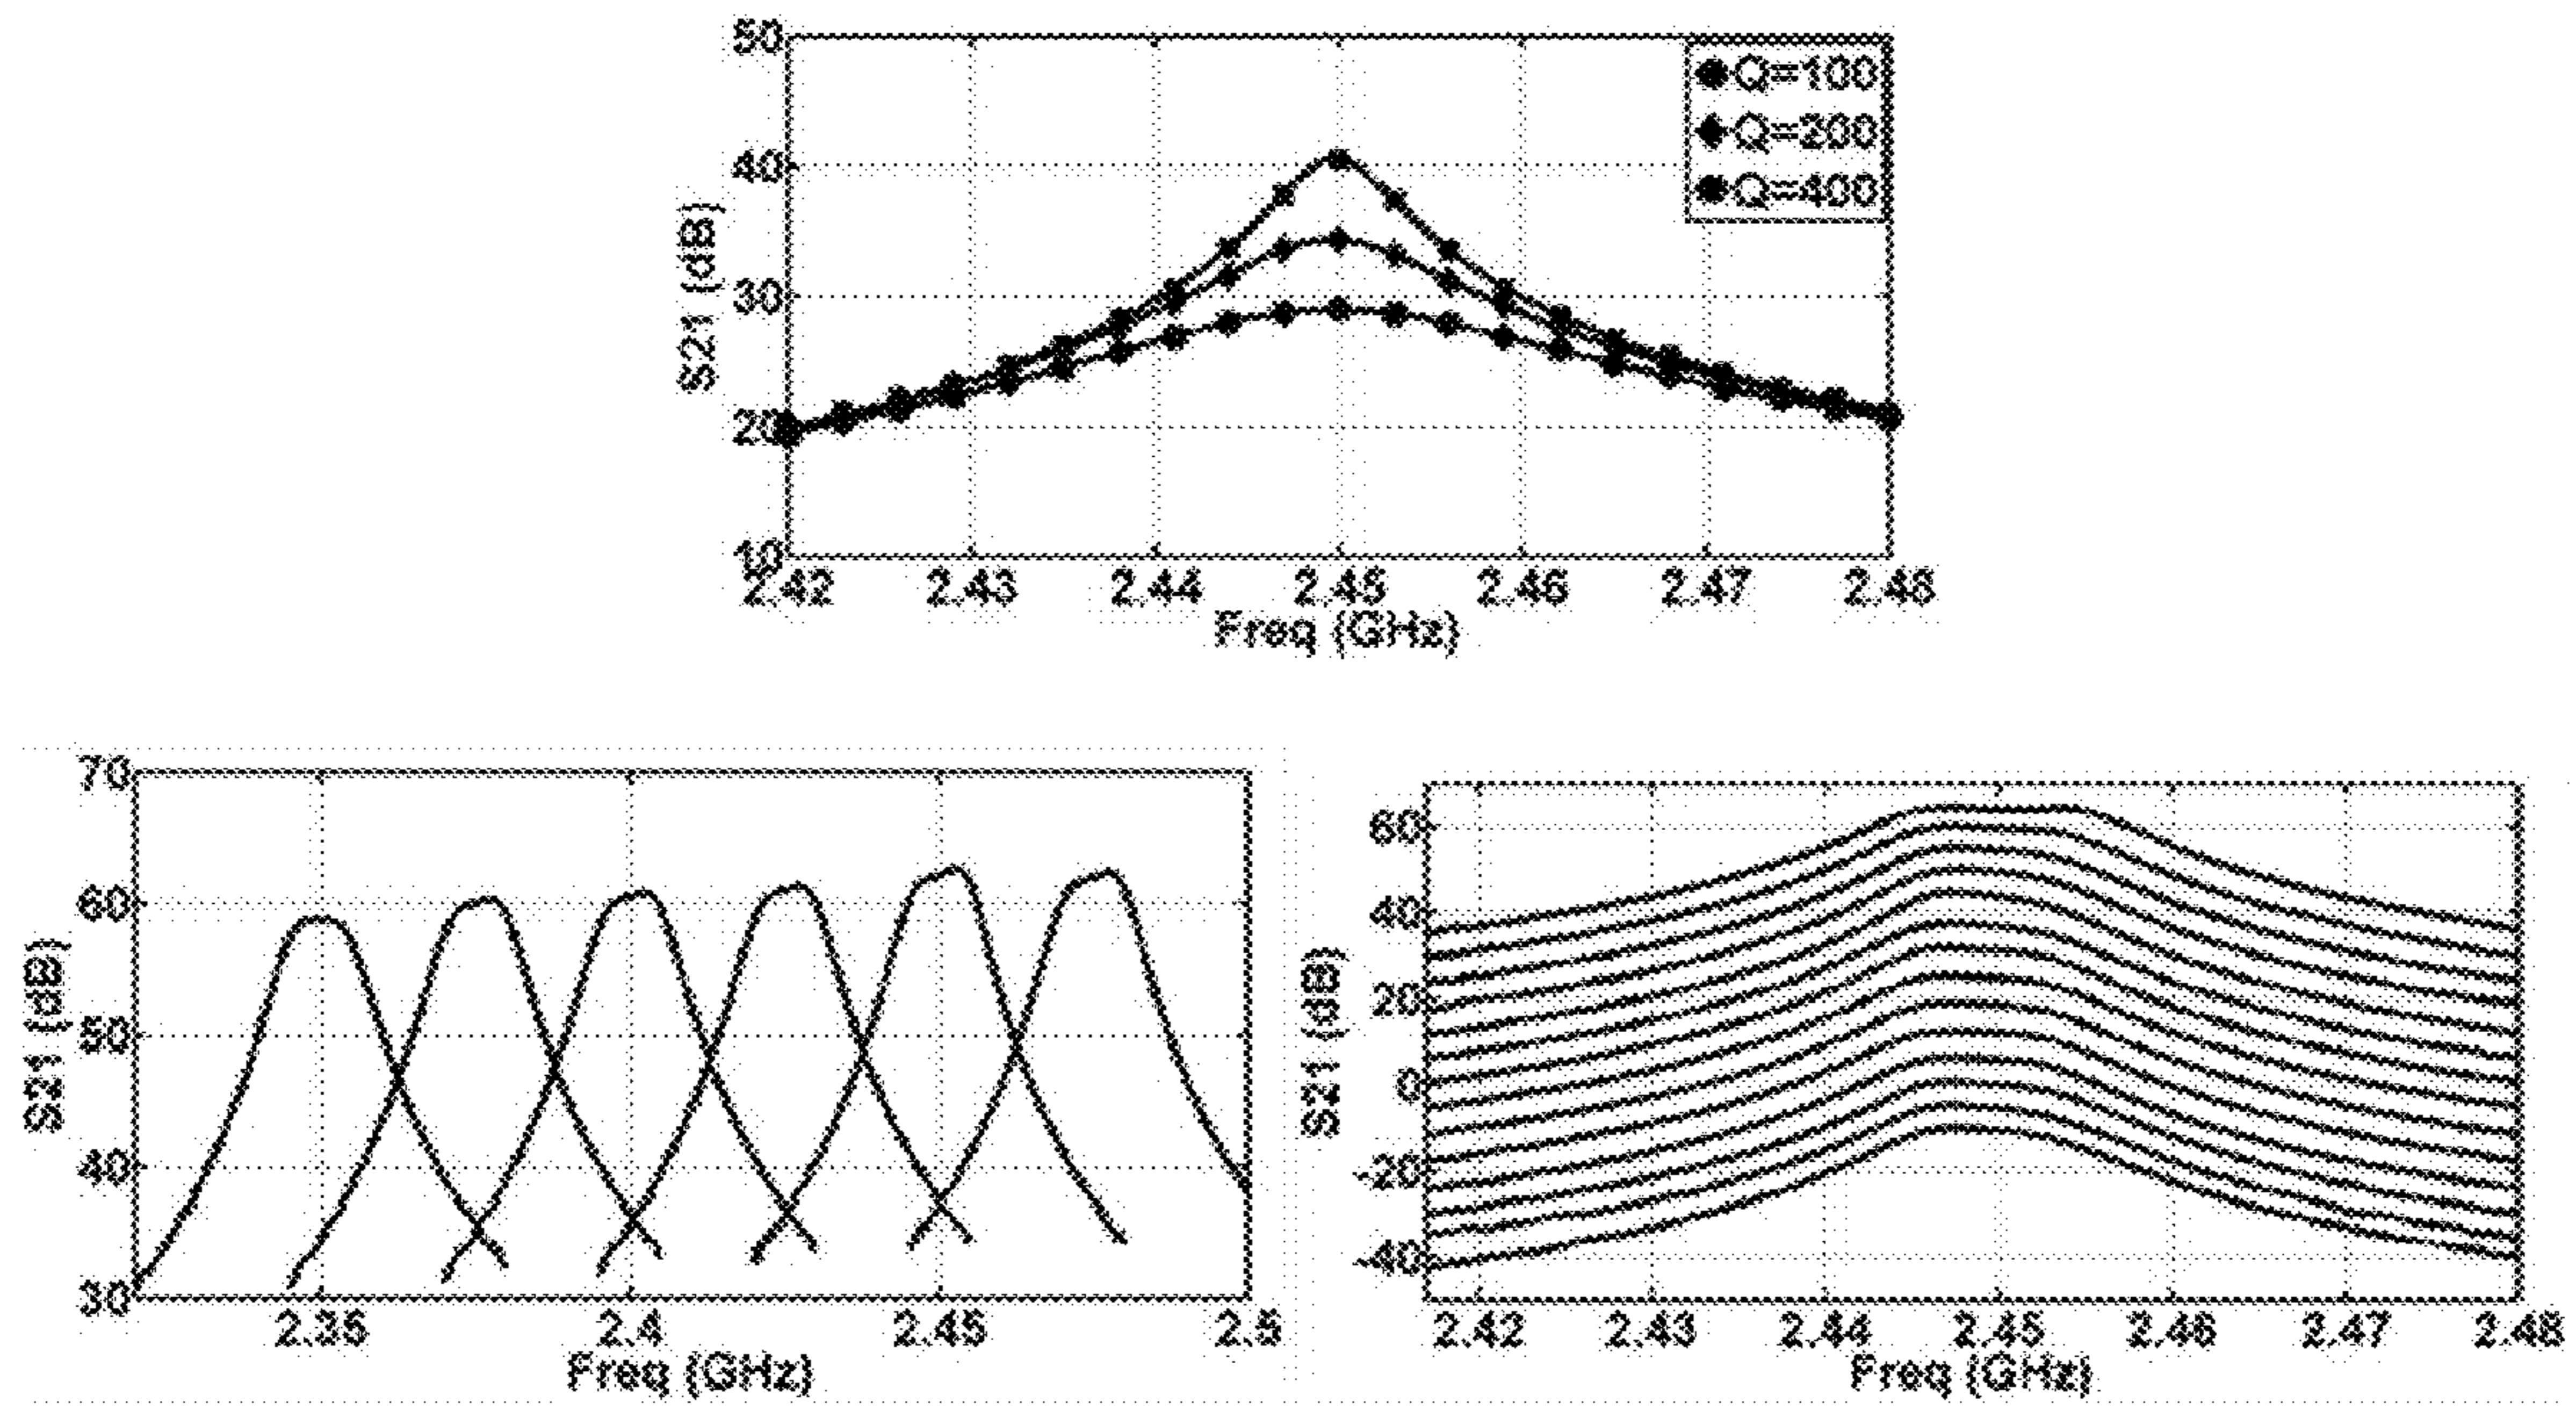 50
40
30
20
10
S21 (dB)
Q=100
Q=200
Q=400
2.42 2.43 2.44 2.45 2.46 2.47 2.48
Freq (GHz)
70
60
50
40
30
S21 (dB)
2.35 2.4 2.45 2.5
Freq (GHz)
60
40
20
0
-20
-40
S21 (dB)
2.42 2.43 2.44 2.45 2.46 2.47 2.48
Freq (GHz)